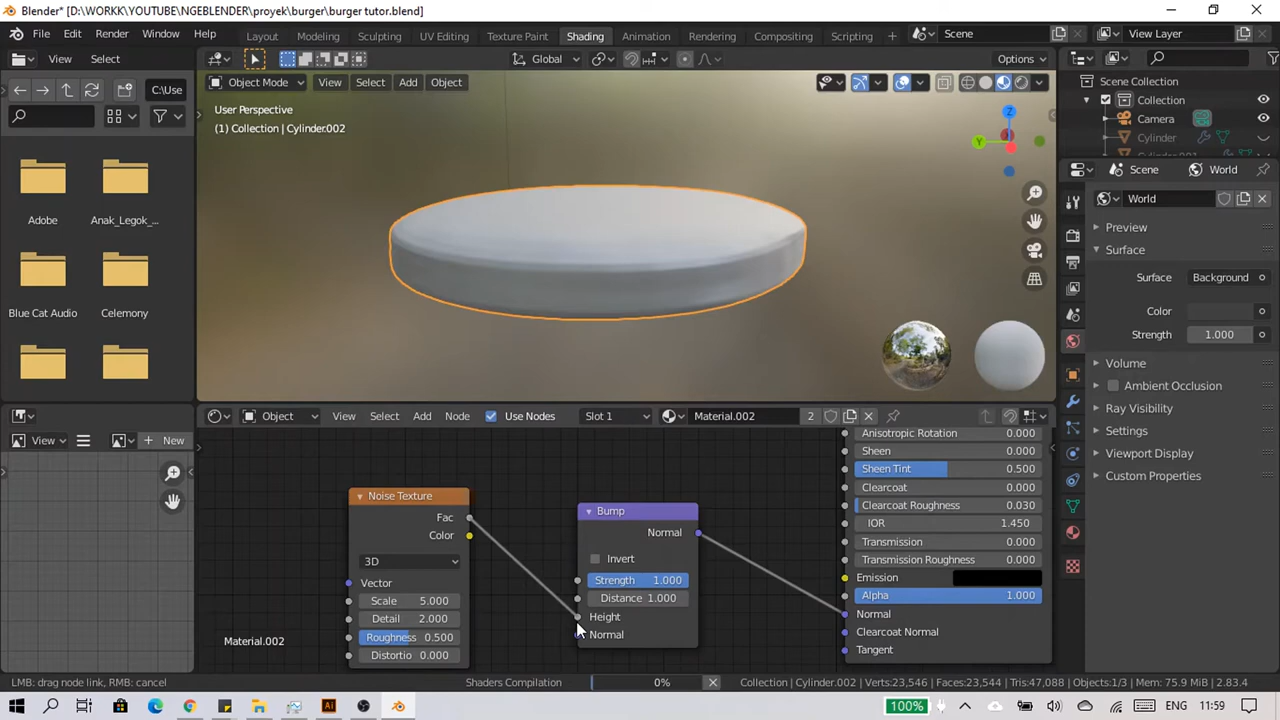 Blender* [D:\WORKK\YOUTUBE\NGEBLENDER\proyek\burger\burger tutor.blend]
File Edit Render Window Help Layout Modeling Sculpting UV Editing Texture Paint Shading Animation Rendering Compositing Scripting Scene View Layer
View Select Global Options
C:\Use Object Mode View Select Add Object
User Perspective
(1) Collection | Cylinder.002
Scene Collection
Collection
Camera
Cylinder
Z
Y
Adobe
Anak_Legok_...
Blue Cat Audio
Celemony
Scene World
World
Preview
Surface
Surface Background
Color
Strength 1.000
Volume
Ambient Occlusion
Ray Visibility
Settings
Viewport Display
Custom Properties
Object View Select Add Node Use Nodes Slot 1 Material.002 2
View New
Noise Texture
Fac
Color
3D
Vector
Scale 5.000
Detail 2.000
Roughness 0.500
Distortio 0.000
Material.002
Bump
Normal
Invert
Strength 1.000
Distance 1.000
Height
Normal
Anisotropic Rotation 0.000
Sheen 0.000
Sheen Tint 0.500
Clearcoat 0.000
Clearcoat Roughness 0.030
IOR 1.450
Transmission 0.000
Transmission Roughness 0.000
Emission
Alpha 1.000
Normal
Clearcoat Normal
Tangent
LMB: drag node link, RMB: cancel
Shaders Compilation 0%
Collection | Cylinder.002 | Verts:23,546 | Faces:23,544 | Tris:47,088 | Objects:1/3 | Mem: 75.9 MiB | 2.83.4
100% ENG 11:59